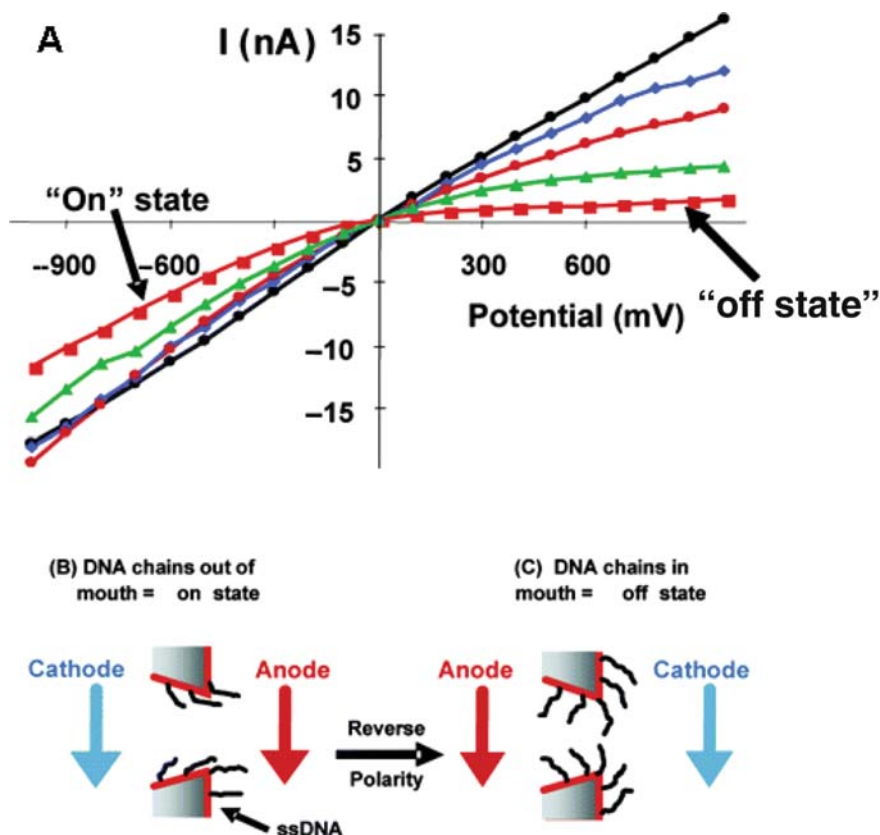 A
I (nA)
15
10
5
"On" state
--900
–600
300
600
–5
–10
–15
Potential (mV)
"off state"
(B) DNA chains out of
mouth = on state
(C) DNA chains in
mouth = off state
Cathode
Anode
Reverse
Polarity
Anode
Cathode
ssDNA